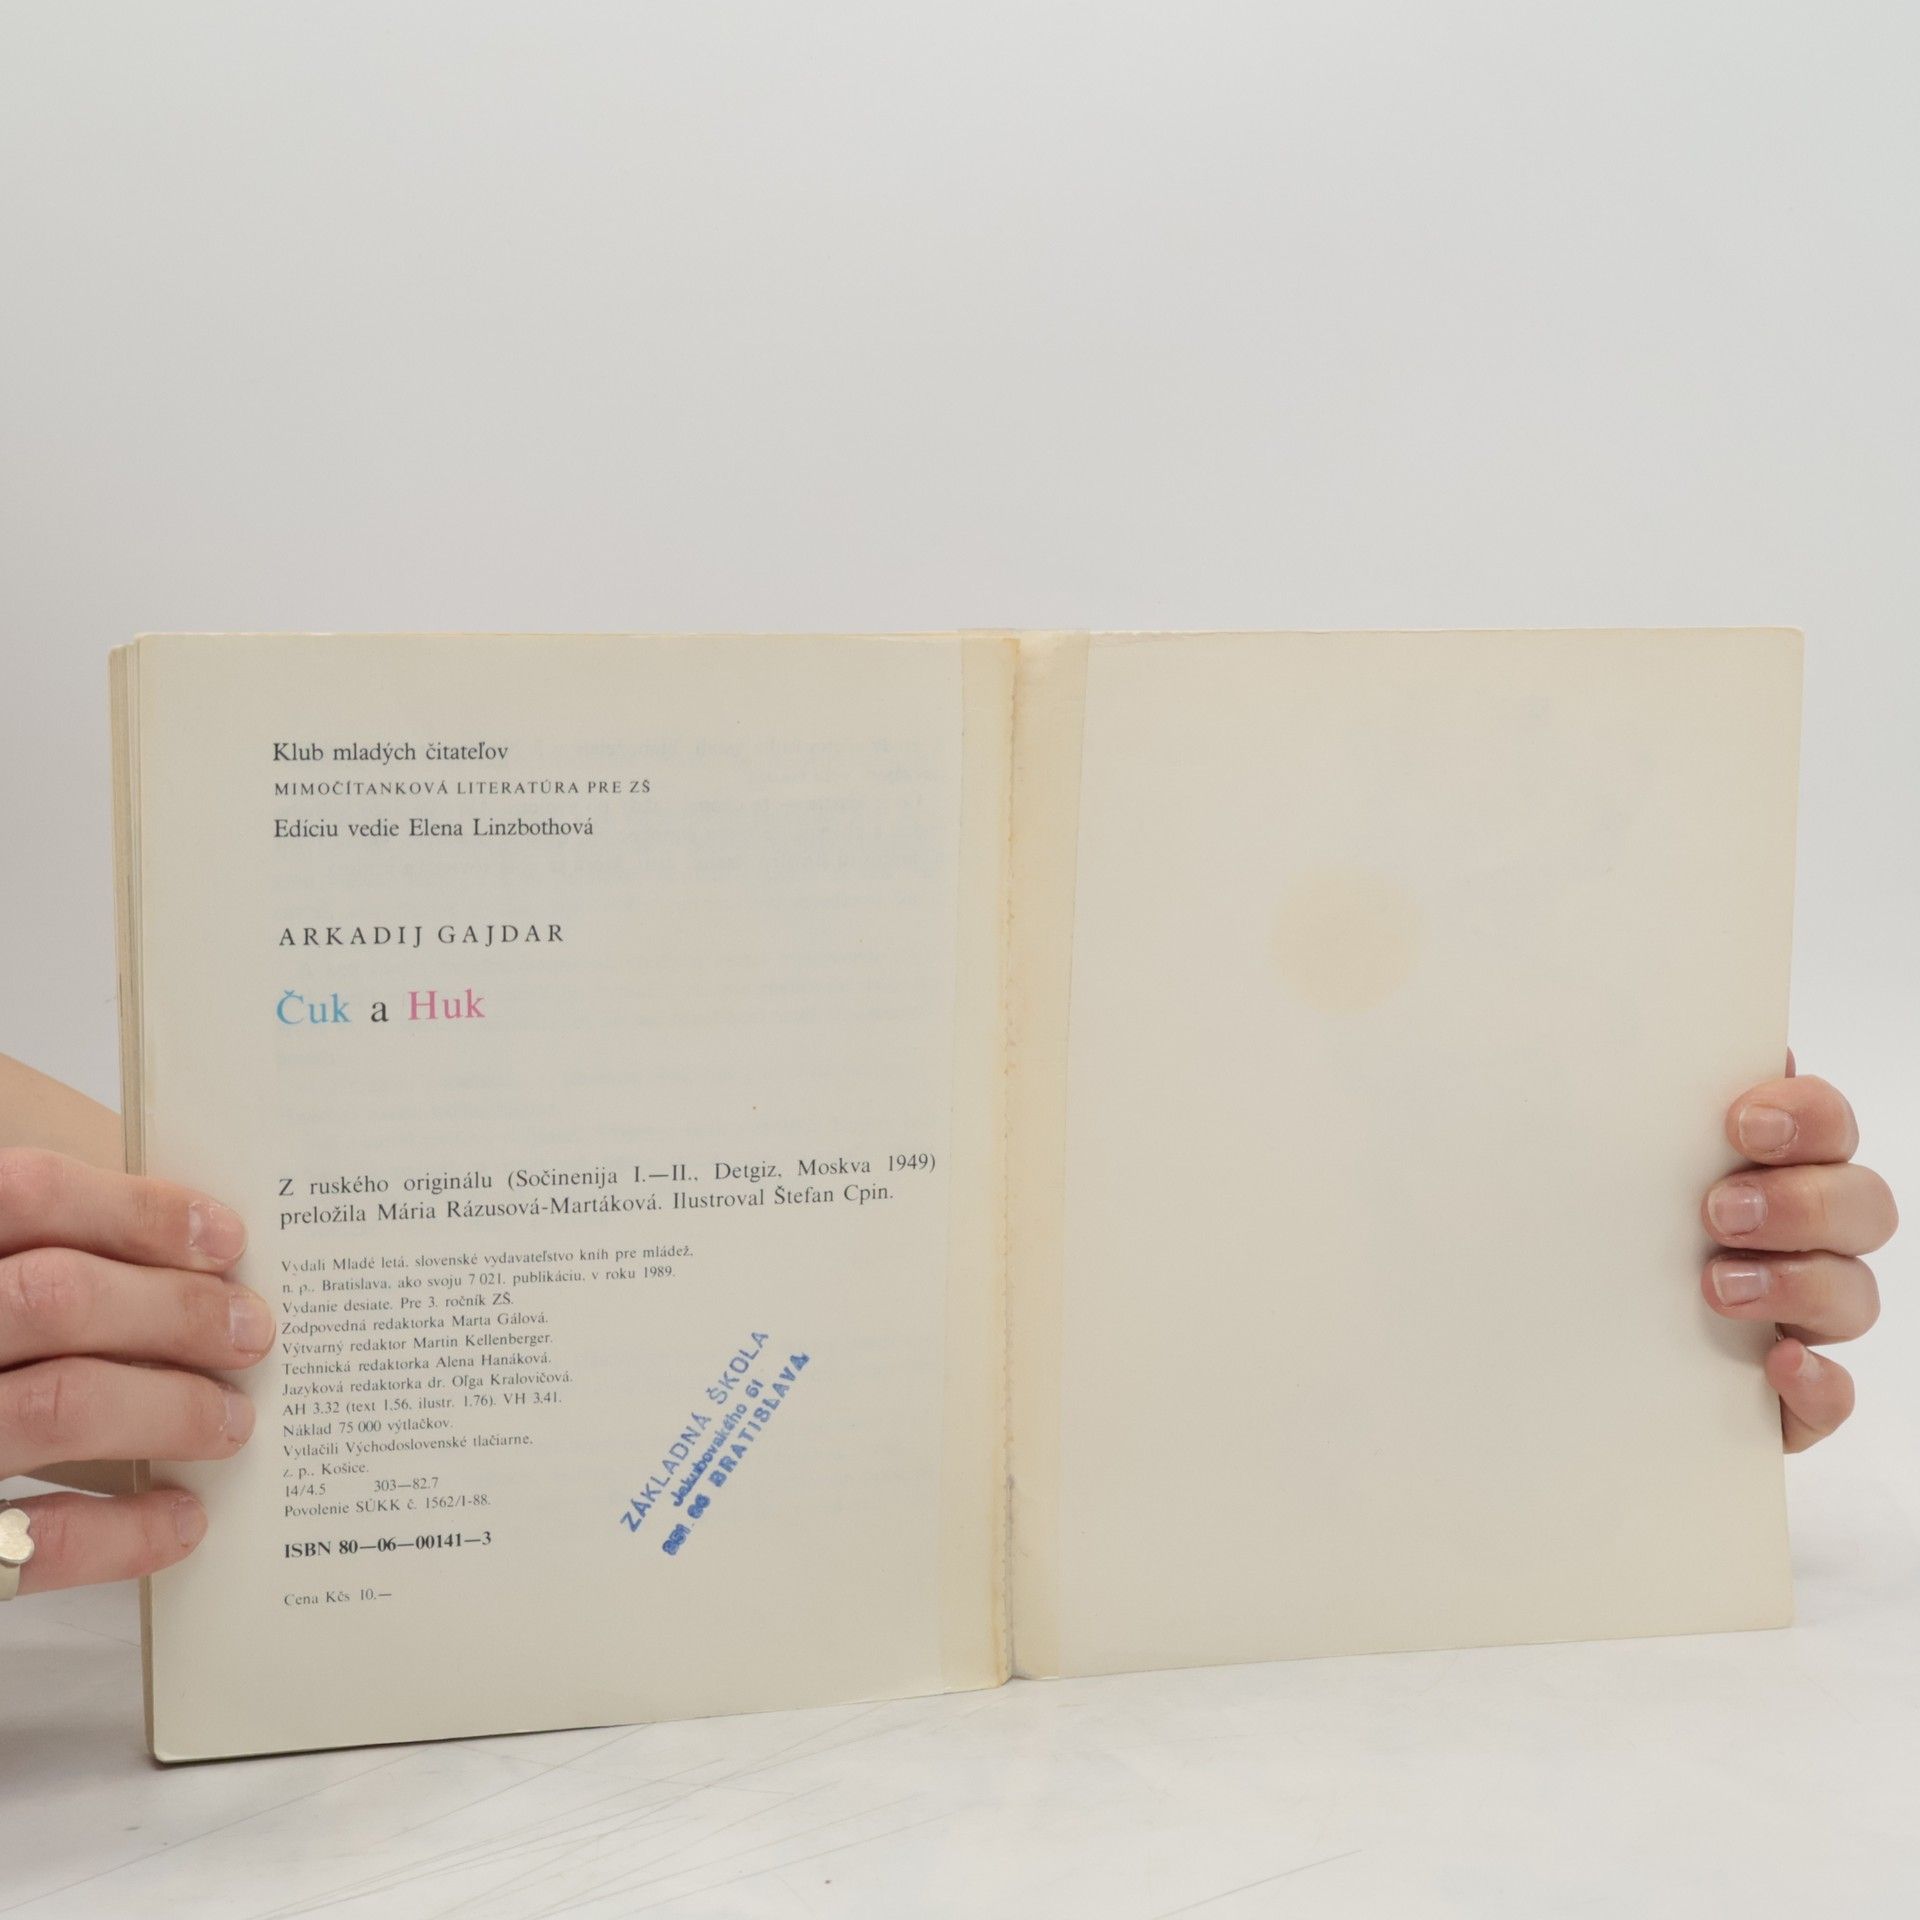 Klub mladých čitateľov
MIMOČÍTANKOVÁ LITERATÚRA PRE ZŠ
Edíciu vedie Elena Linzbothová
ARKADIJ GAJDAR
Čuk a Huk
Z ruského originálu (Sočinenija I.—II., Detgiz, Moskva 1949)
preložila Mária Rázusová-Martáková. Ilustroval Štefan Cpin.
Vydali Mladé letá, slovenské vydavateľstvo kníh pre mládež,
n. p., Bratislava, ako svoju 7 021. publikáciu, v roku 1989.
Vydanie desiate. Pre 3. ročník ZŠ.
Zodpovedná redaktorka Marta Gálová.
Výtvarný redaktor Martin Kellenberger.
Technická redaktorka Alena Hanáková.
Jazyková redaktorka dr. Oľga Kralovičová.
AH 3.32 (text 1.56, ilustr. 1.76). VH 3.41.
Náklad 75 000 výtlačkov.
Vytlačili Východoslovenské tlačiarne,
z. p., Košice.
14/4.5 303—82.7
Povolenie SÚKK č. 1562/I-88.
ISBN 80—06—00141—3
Cena Kčs 10.—
ZÁKLADNÁ ŠKOLA
Jakubovského 61
BRATISLAVA